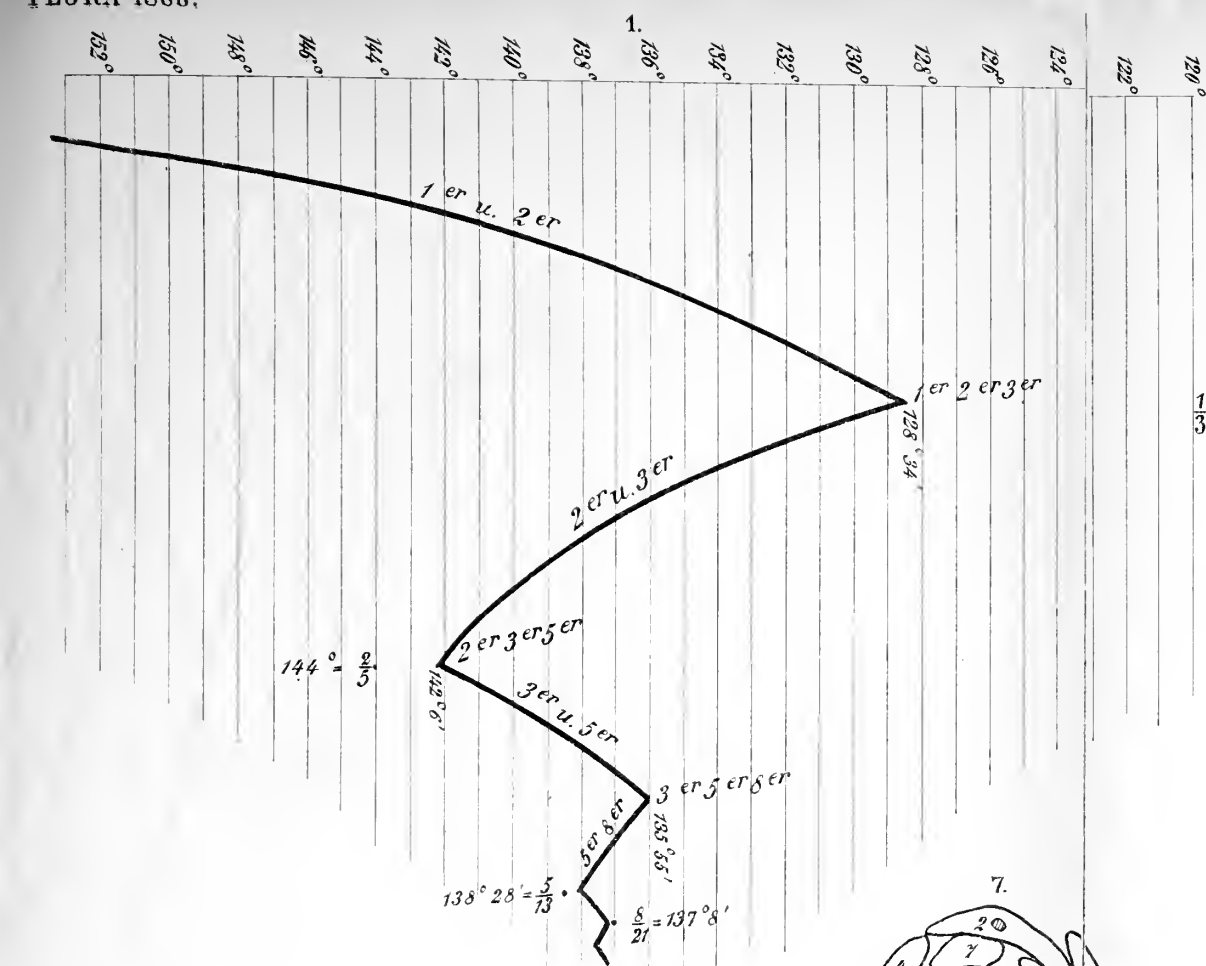 FLORA 1868.
1.
152° 150° 148° 146° 144° 142° 140° 138° 136° 134° 132° 130° 128° 126° 124° 122° 120°
1 er u. 2 er
1 er 2 er 3 er
128° 34'
1/3
2 er u. 3 er
2 er 3 er 5 er
144° = 2/5
142° 6'
3 er u. 5 er
3 er 5 er 8 er
135° 55'
5 er 8 er
138° 28' = 5/13
8/21 = 137° 8'
7.
2
7